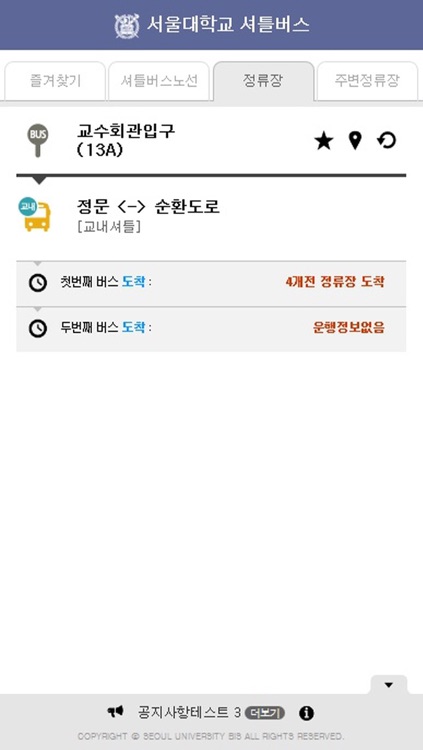 서울대학교 셔틀버스
즐겨찾기 셔틀버스노선 정류장 주변정류장
BUS 교수회관입구
(13A)
교내 정문 <-> 순환도로
[교내셔틀]
첫번째 버스 도착 : 4개전 정류장 도착
두번째 버스 도착 : 운행정보없음
공지사항테스트 3 더보기
COPYRIGHT @ SEOUL UNIVERSITY BIS ALL RIGHTS RESERVED.